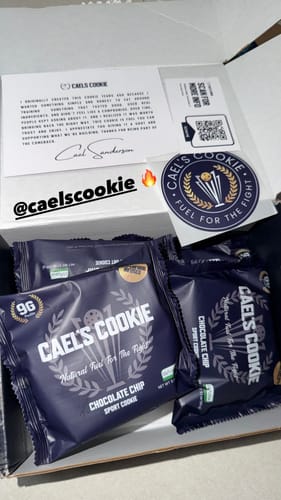 CAELS COOKIE
I ORIGINALLY CREATED THIS COOKIE YEARS AGO BECAUSE I
WANTED SOMETHING SIMPLE AND HONEST TO EAT AROUND
TRAINING. SOMETHING THAT TASTED GOOD, USED REAL
INGREDIENTS, AND DIDN'T FEEL LIKE A COMPROMISE. OVER TIME,
PEOPLE KEPT ASKING ABOUT IT, AND I REALIZED IT WAS WORTH
BRINGING BACK THE RIGHT WAY. THIS COOKIE IS FUEL YOU CAN
TRUST AND ENJOY. I APPRECIATE YOU GIVING IT A SHOT AND
SUPPORTING WHAT WE'RE BUILDING. THANKS FOR BEING PART OF
THE COMEBACK.
Cael Sanderson
SCAN FOR
MORE INFO
@caelscookie 🔥
CAEL'S COOKIE
FUEL FOR THE FIGHT
9G
CAEL'S COOKIE
Natural Fuel For The Fight
CHOCOLATE CHIP
SPORT COOKIE
NET WT
CAEL'S COOKIE
Natural Fuel For The Fight
CHOCOLATE CHIP
SPORT COOKIE